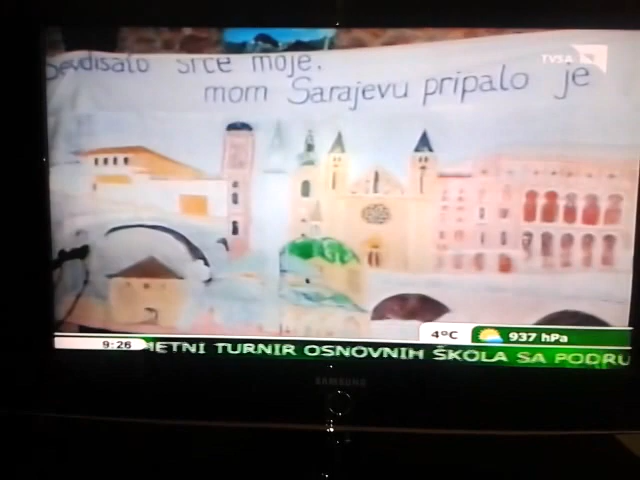 srce moje.
mom Sarajevu pripalo je
TVSA
4°C 937 hPa
9:26 METNI TURNIR OSNOVNIH ŠKOLA SA PODRU
SAMSUNG